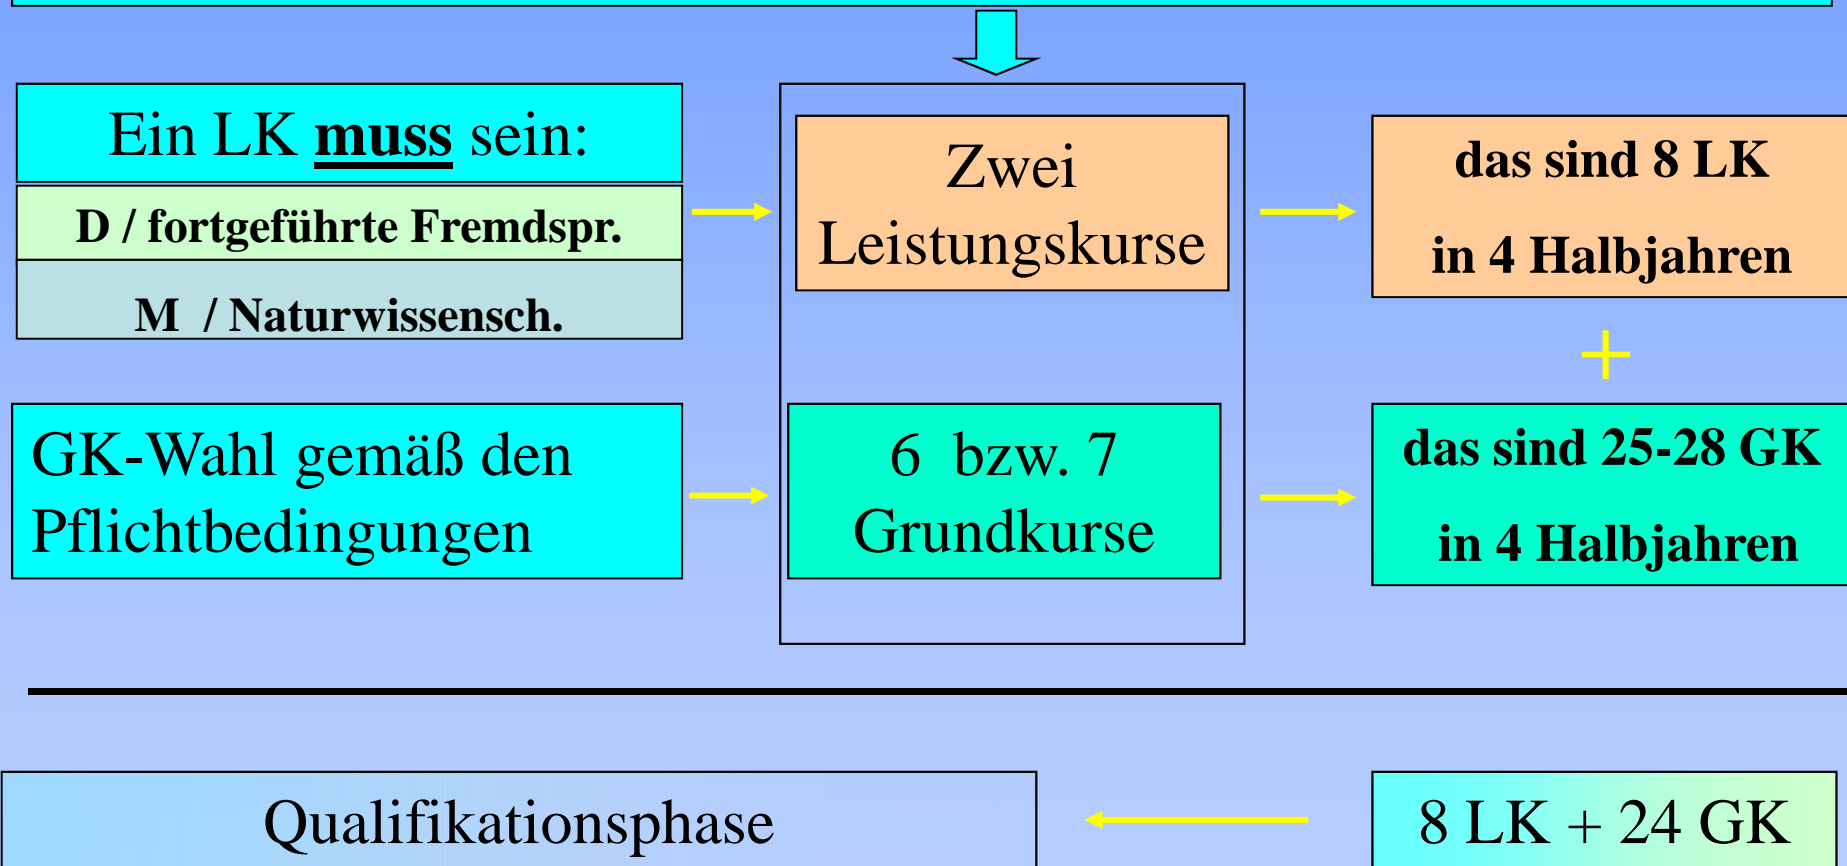 Ein LK muss sein:
D / fortgeführte Fremdspr.
M / Naturwissensch.
Zwei
Leistungskurse
das sind 8 LK
in 4 Halbjahren
+
GK-Wahl gemäß den
Pflichtbedingungen
6 bzw. 7
Grundkurse
das sind 25-28 GK
in 4 Halbjahren
Qualifikationsphase
8 LK + 24 GK